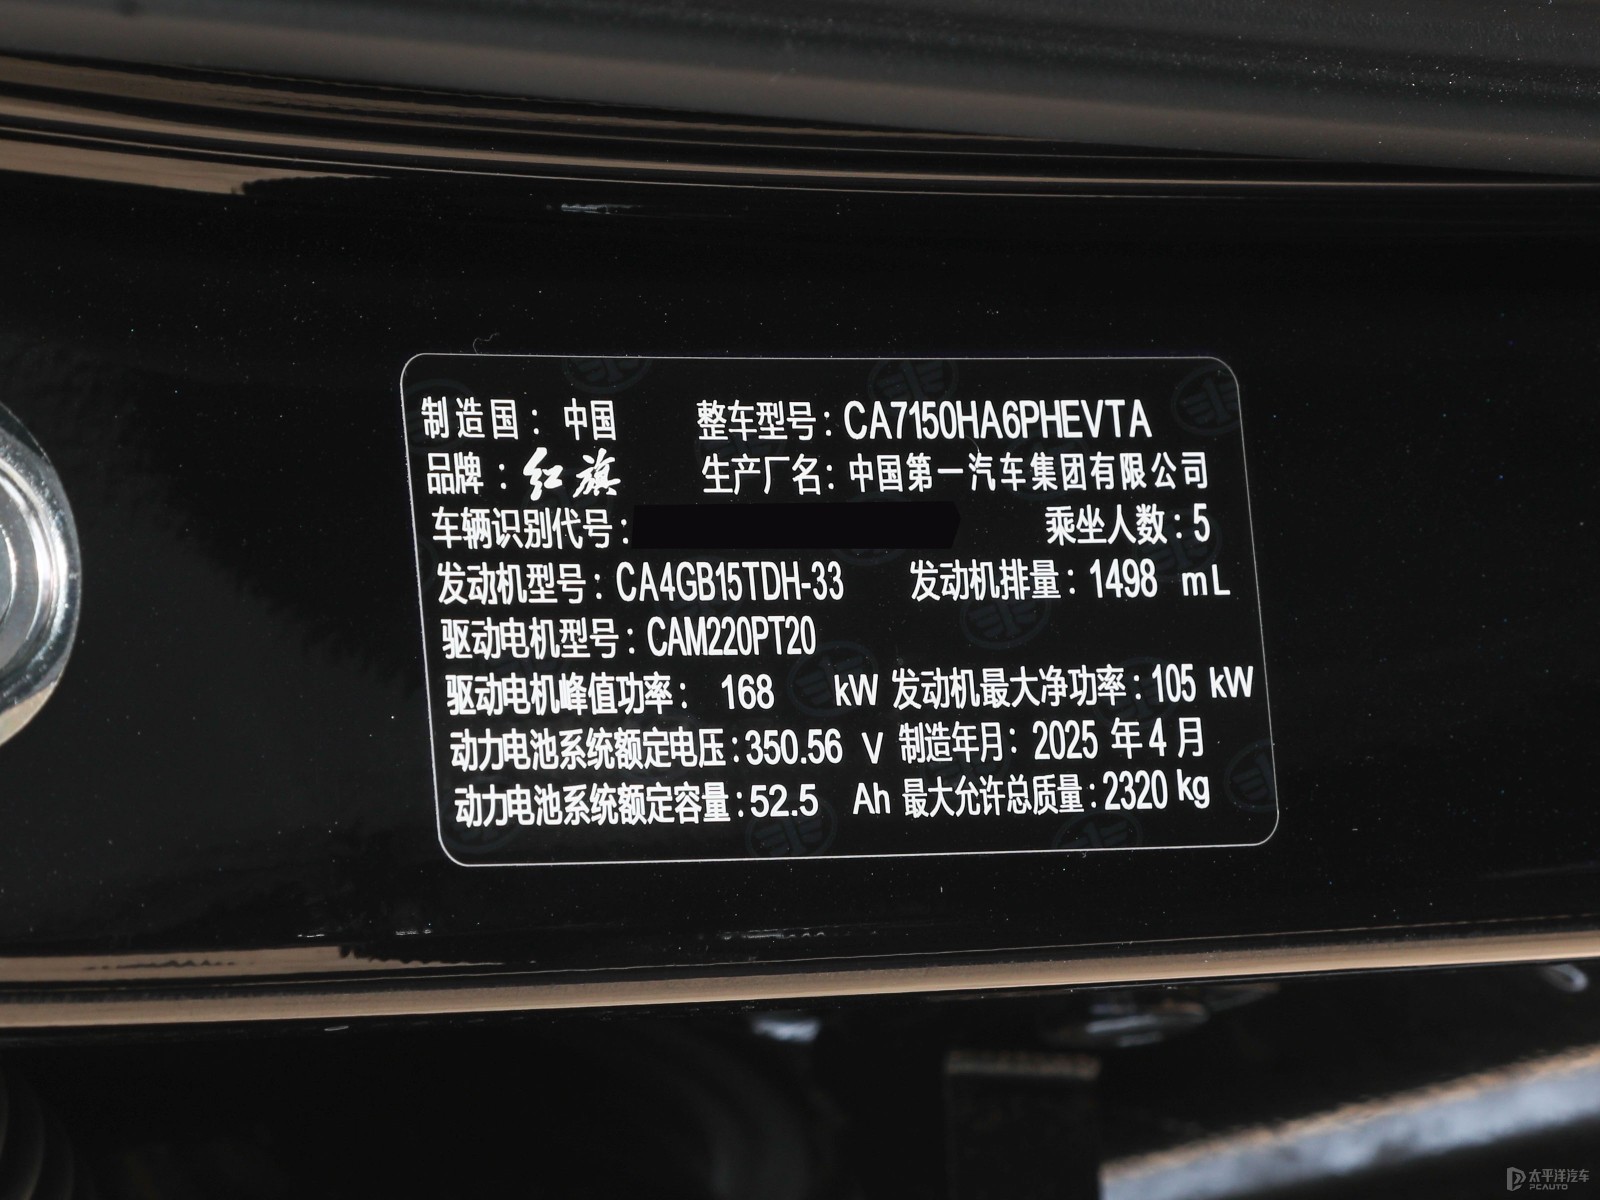 制造国：中国 整车型号：CA7150HA6PHEVTA
品牌：红旗 生产厂名：中国第一汽车集团有限公司
车辆识别代号： 乘坐人数：5
发动机型号：CA4GB15TDH-33 发动机排量：1498 mL
驱动电机型号：CAM220PT20
驱动电机峰值功率：168 kW 发动机最大净功率：105 kW
动力电池系统额定电压：350.56 V 制造年月：2025 年 4 月
动力电池系统额定容量：52.5 Ah 最大允许总质量：2320 kg
太平洋汽车
PCAUTO